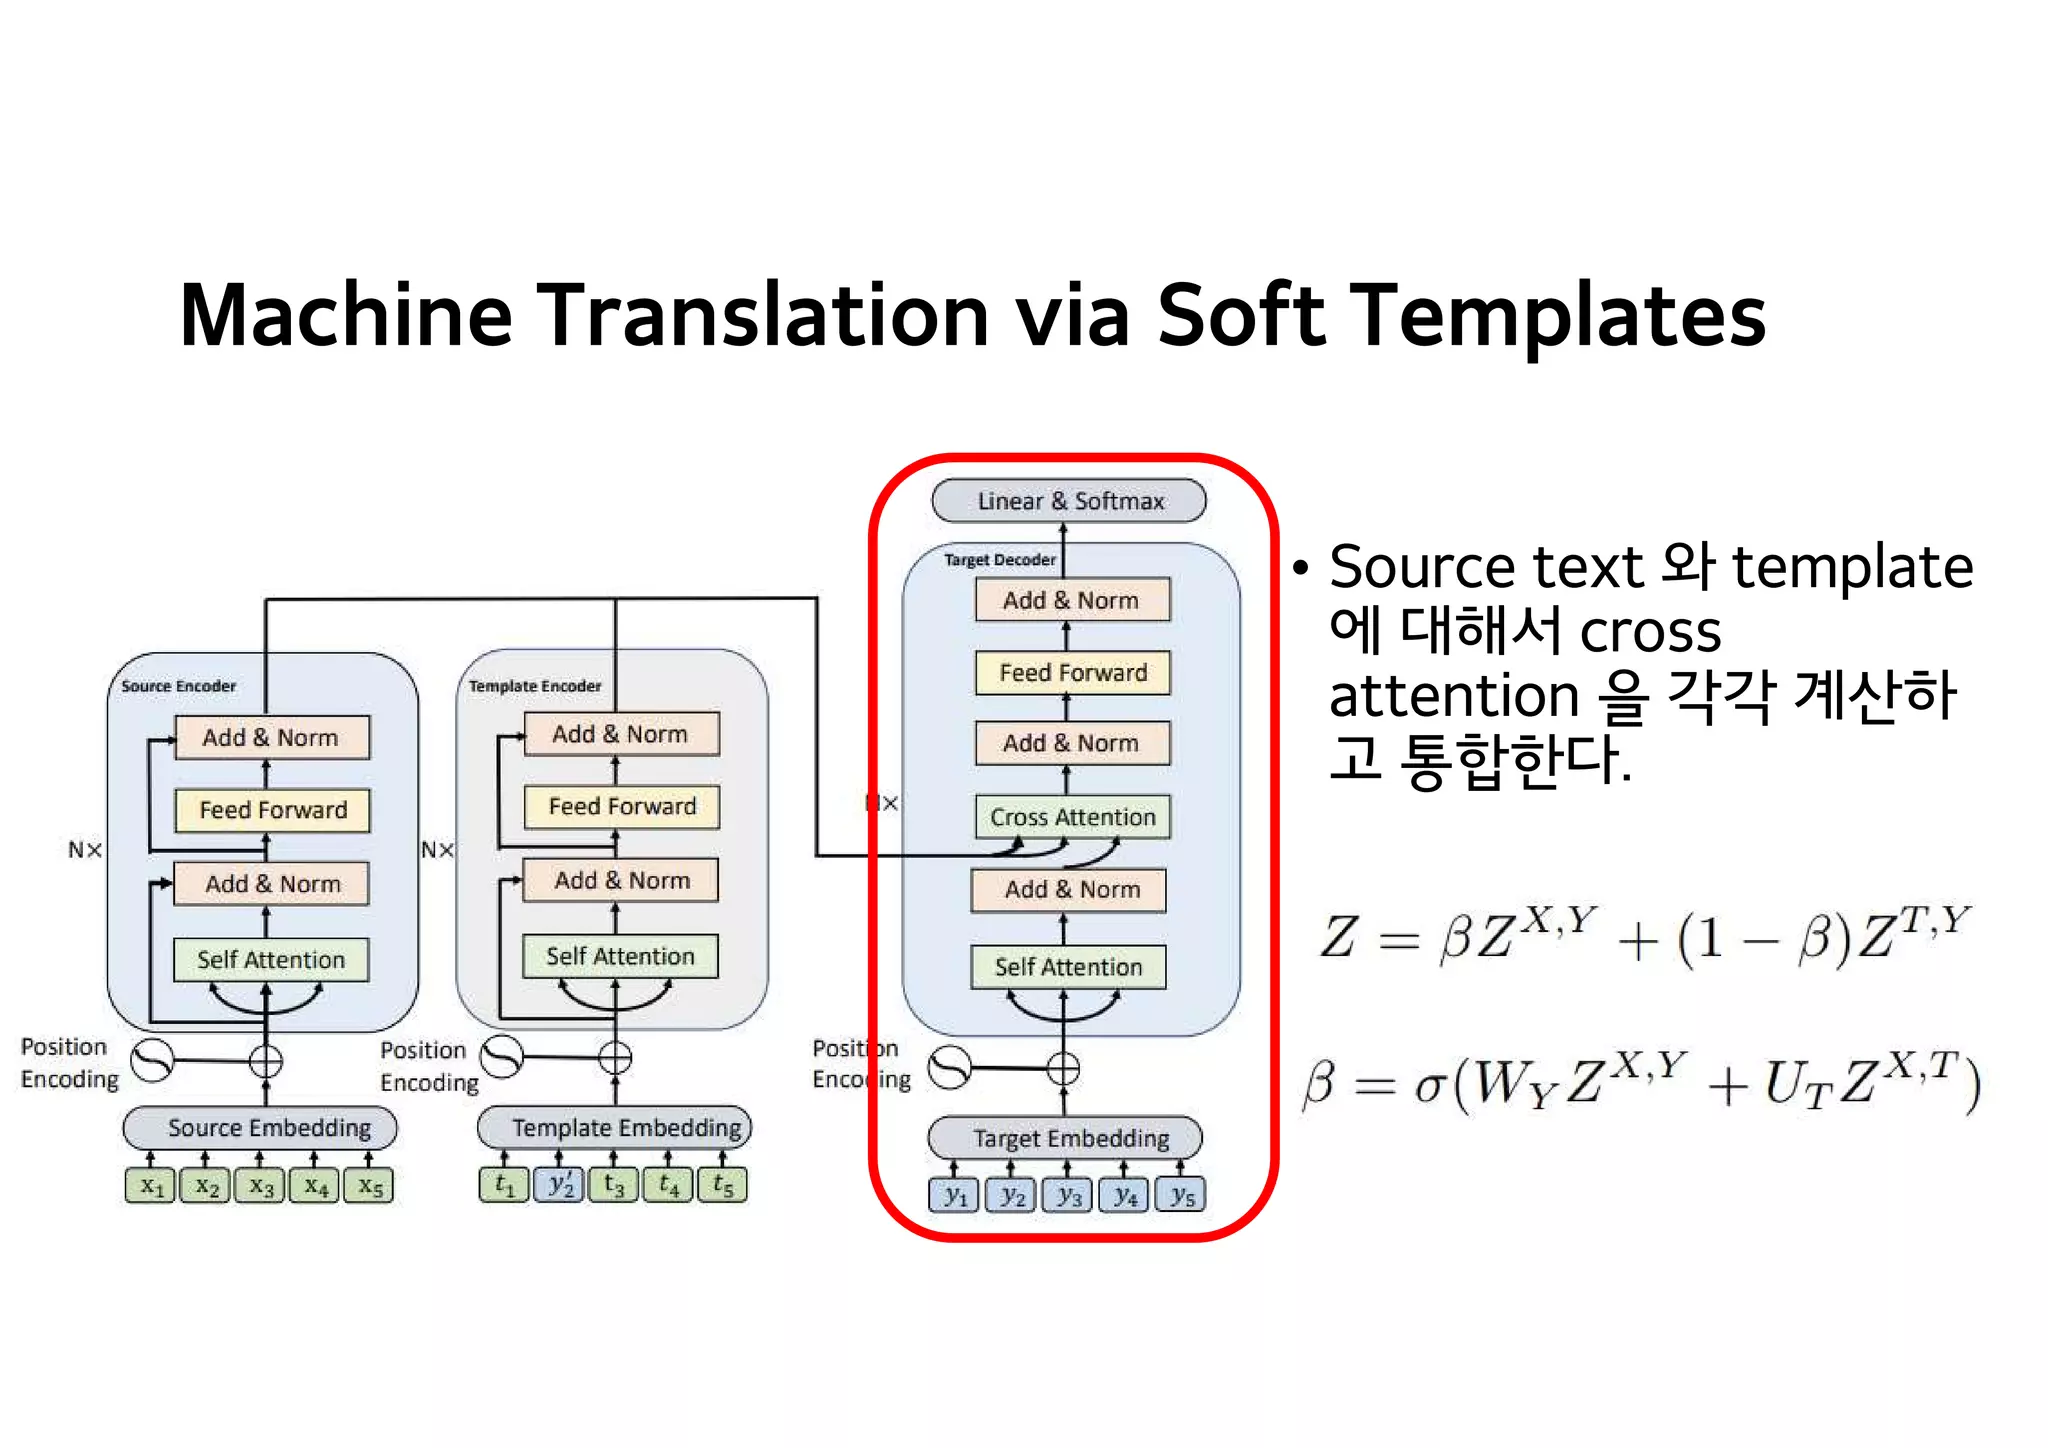 Machine Translation via Soft Templates
Linear & Softmax
Target Decoder
Add & Norm
Feed Forward
Add & Norm
Cross Attention
Add & Norm
Self Attention
N×
Position
Encoding
Target Embedding
y₁ y₂ y₃ y₄ y₅
Source Encoder
Add & Norm
Feed Forward
Add & Norm
Self Attention
N×
Position
Encoding
Source Embedding
x₁ x₂ x₃ x₄ x₅
Template Encoder
Add & Norm
Feed Forward
Add & Norm
Self Attention
N×
Position
Encoding
Template Embedding
t₁ y₂′ t₃ t₄ t₅
• Source text 와 template
에 대해서 cross
attention 을 각각 계산하
고 통합한다.
Z = βZ^{X,Y} + (1 − β)Z^{T,Y}
β = σ(W_Y Z^{X,Y} + U_T Z^{X,T})